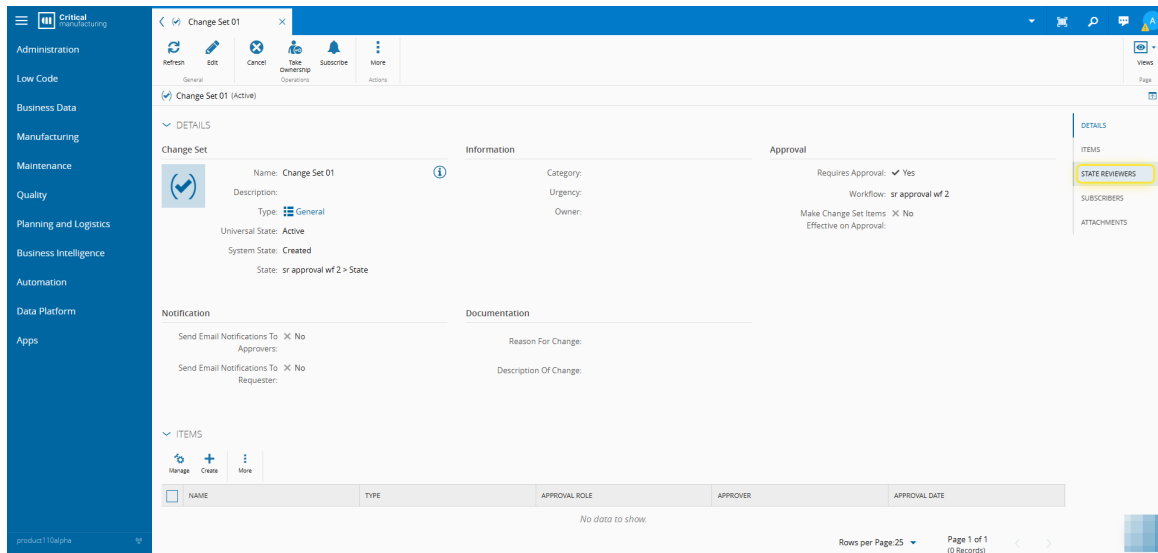 Critical
manufacturing
Change Set 01
A
Administration
Low Code
Business Data
Manufacturing
Maintenance
Quality
Planning and Logistics
Business Intelligence
Automation
Data Platform
Apps
product110alpha
Refresh
Edit
Cancel
Take Ownership
Subscribe
More
Views
General
Operations
Actions
Page
Change Set 01 (Active)
DETAILS
Change Set
Name: Change Set 01
Description:
Type: General
Universal State: Active
System State: Created
State: sr approval wf 2 > State
Information
Category:
Urgency:
Owner:
Approval
Requires Approval: Yes
Workflow: sr approval wf 2
Make Change Set Items No
Effective on Approval:
DETAILS
ITEMS
STATE REVIEWERS
SUBSCRIBERS
ATTACHMENTS
Notification
Send Email Notifications To No
Approvers:
Send Email Notifications To No
Requester:
Documentation
Reason For Change:
Description Of Change:
ITEMS
Manage
Create
More
NAME TYPE APPROVAL ROLE APPROVER APPROVAL DATE
No data to show.
Rows per Page:25
Page 1 of 1
(0 Records)